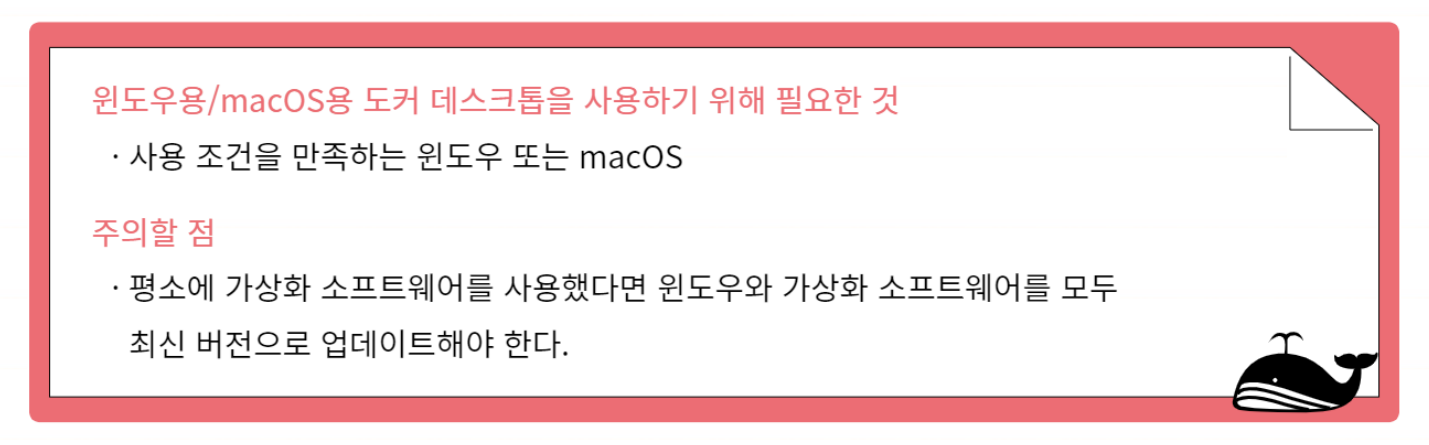 윈도우용/macOS용 도커 데스크톱을 사용하기 위해 필요한 것
· 사용 조건을 만족하는 윈도우 또는 macOS
주의할 점
· 평소에 가상화 소프트웨어를 사용했다면 윈도우와 가상화 소프트웨어를 모두
최신 버전으로 업데이트해야 한다.